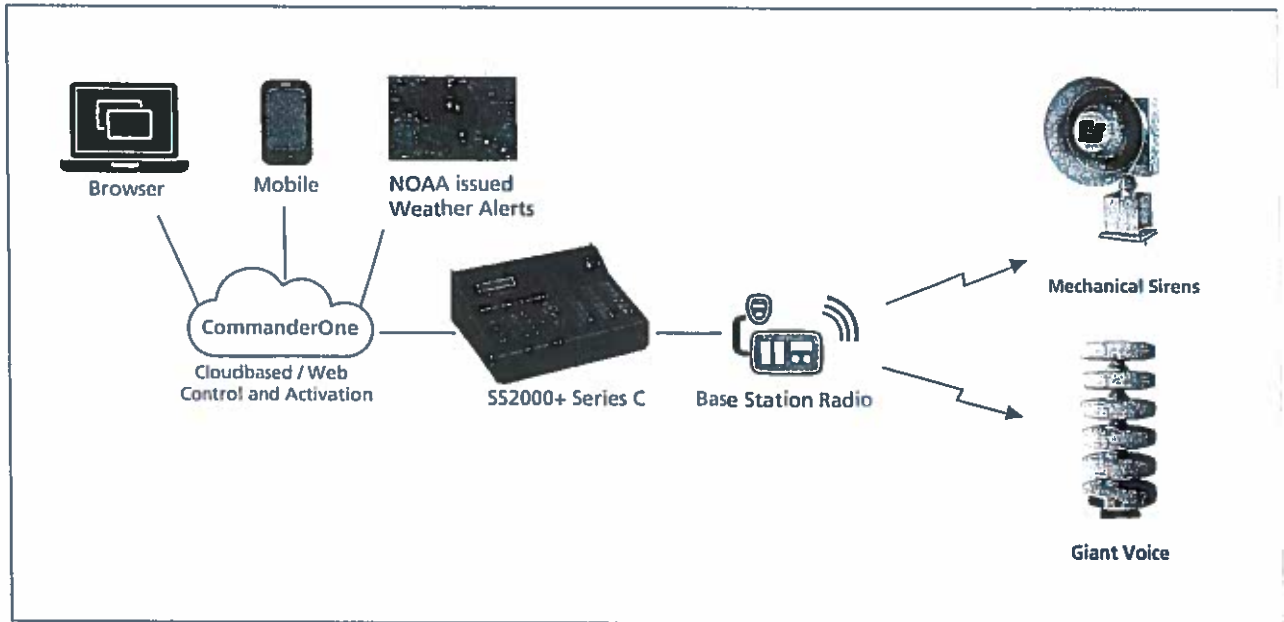 Browser
Mobile
NOAA issued
Weather Alerts
CommanderOne
Cloudbased / Web
Control and Activation
SS2000+ Series C
Base Station Radio
Mechanical Sirens
Giant Voice